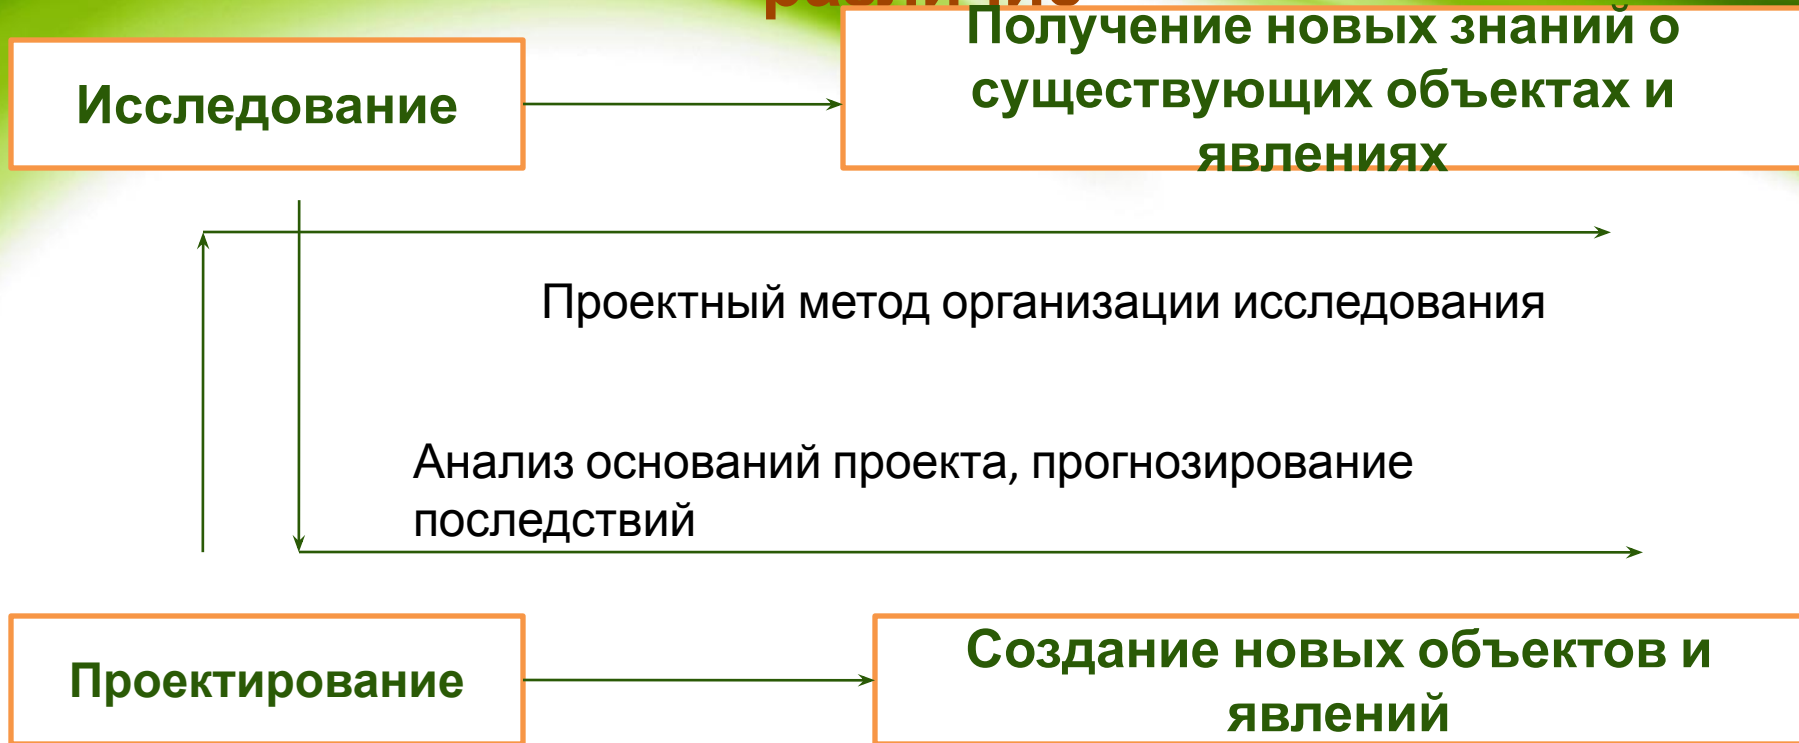 различие
Исследование
Получение новых знаний о
существующих объектах и
явлениях
Проектный метод организации исследования
Анализ оснований проекта, прогнозирование
последствий
Проектирование
Создание новых объектов и
явлений